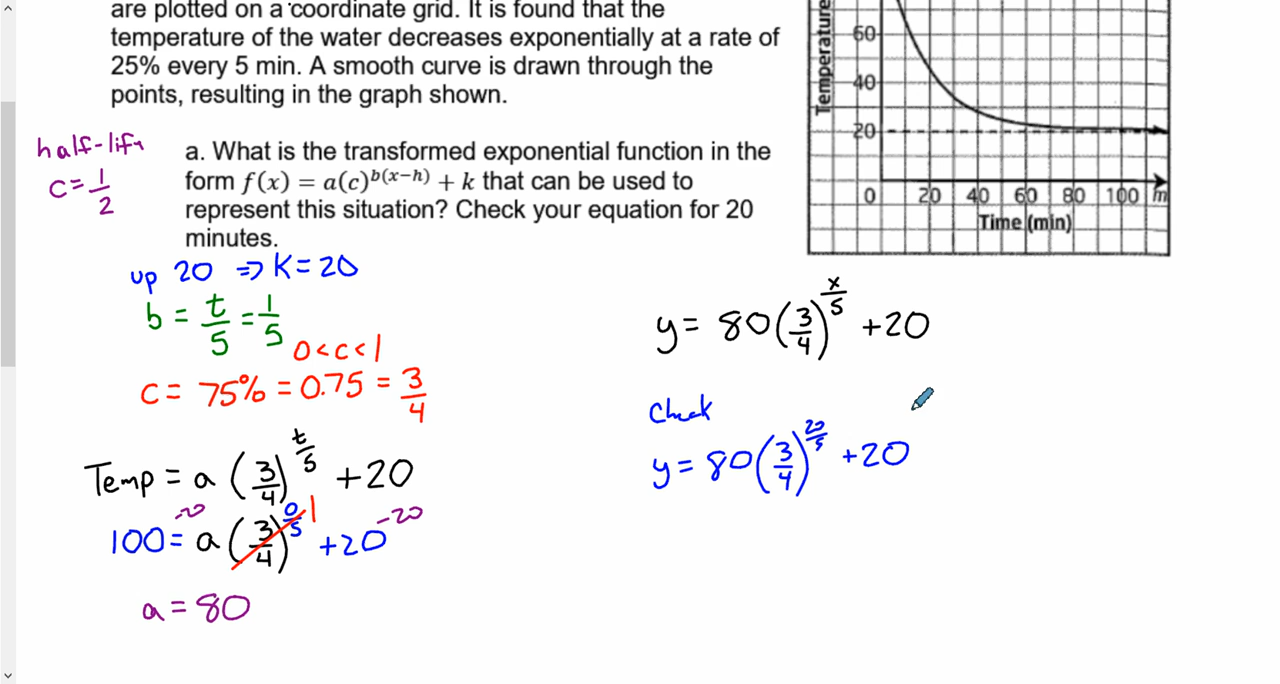 are plotted on a coordinate grid. It is found that the
temperature of the water decreases exponentially at a rate of
25% every 5 min. A smooth curve is drawn through the
points, resulting in the graph shown.
half-life
c = 1/2
a. What is the transformed exponential function in the
form f(x) = a(c)^{b(x−h)} + k that can be used to
represent this situation? Check your equation for 20
minutes.
up 20 ⇒ K = 20
b = t/5 = 1/5
0 < c < 1
c = 75% = 0.75 = 3/4
Temp = a (3/4)^{t/5} + 20
-20 -20
100 = a (3/4)^{0/5} 1 + 20
a = 80
Temperature
60
40
20
0 20 40 60 80 100 m
Time (min)
y = 80 (3/4)^{x/5} + 20
Check
y = 80 (3/4)^{20/5} + 20